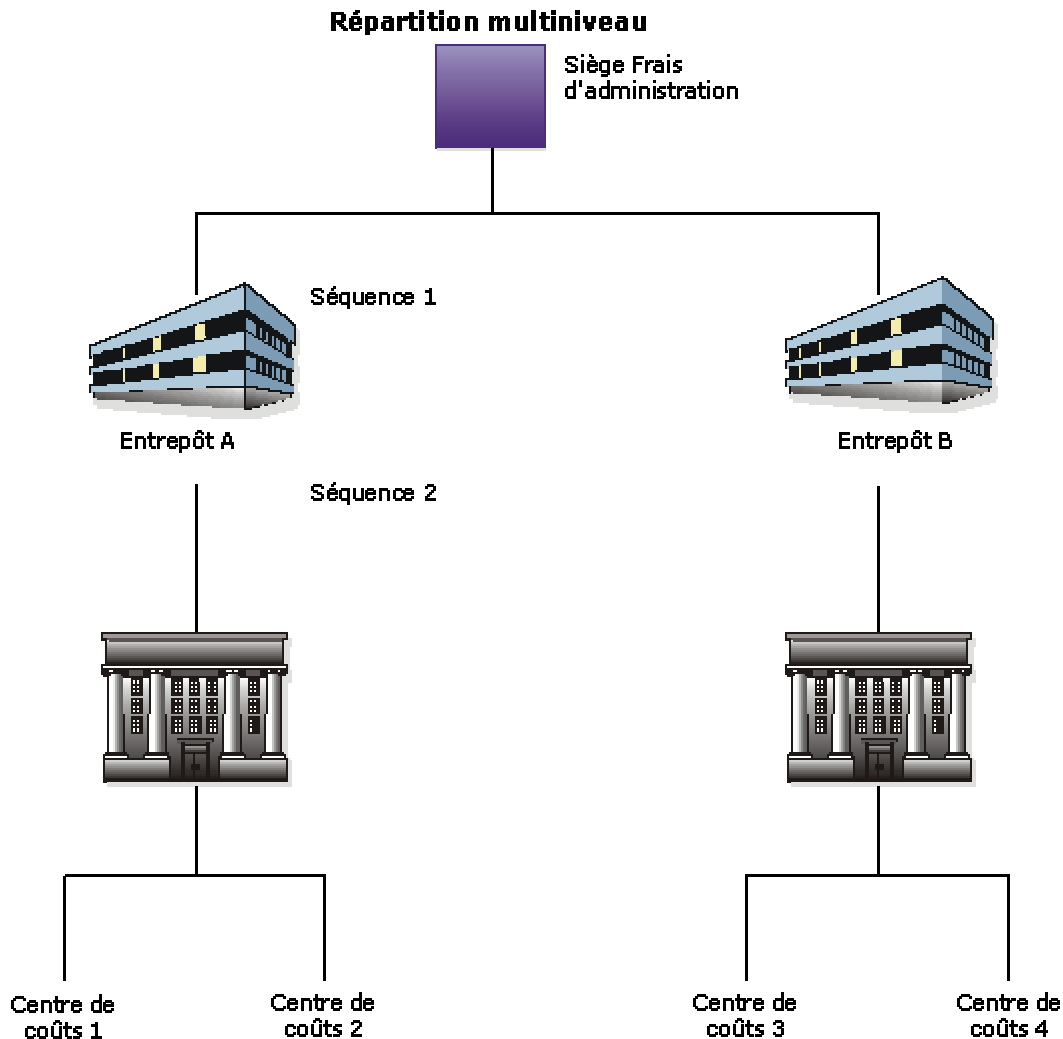 Répartition multiniveau
Siège Frais
d'administration
Séquence 1
Entrepôt A
Entrepôt B
Séquence 2
Centre de
coûts 1
Centre de
coûts 2
Centre de
coûts 3
Centre de
coûts 4